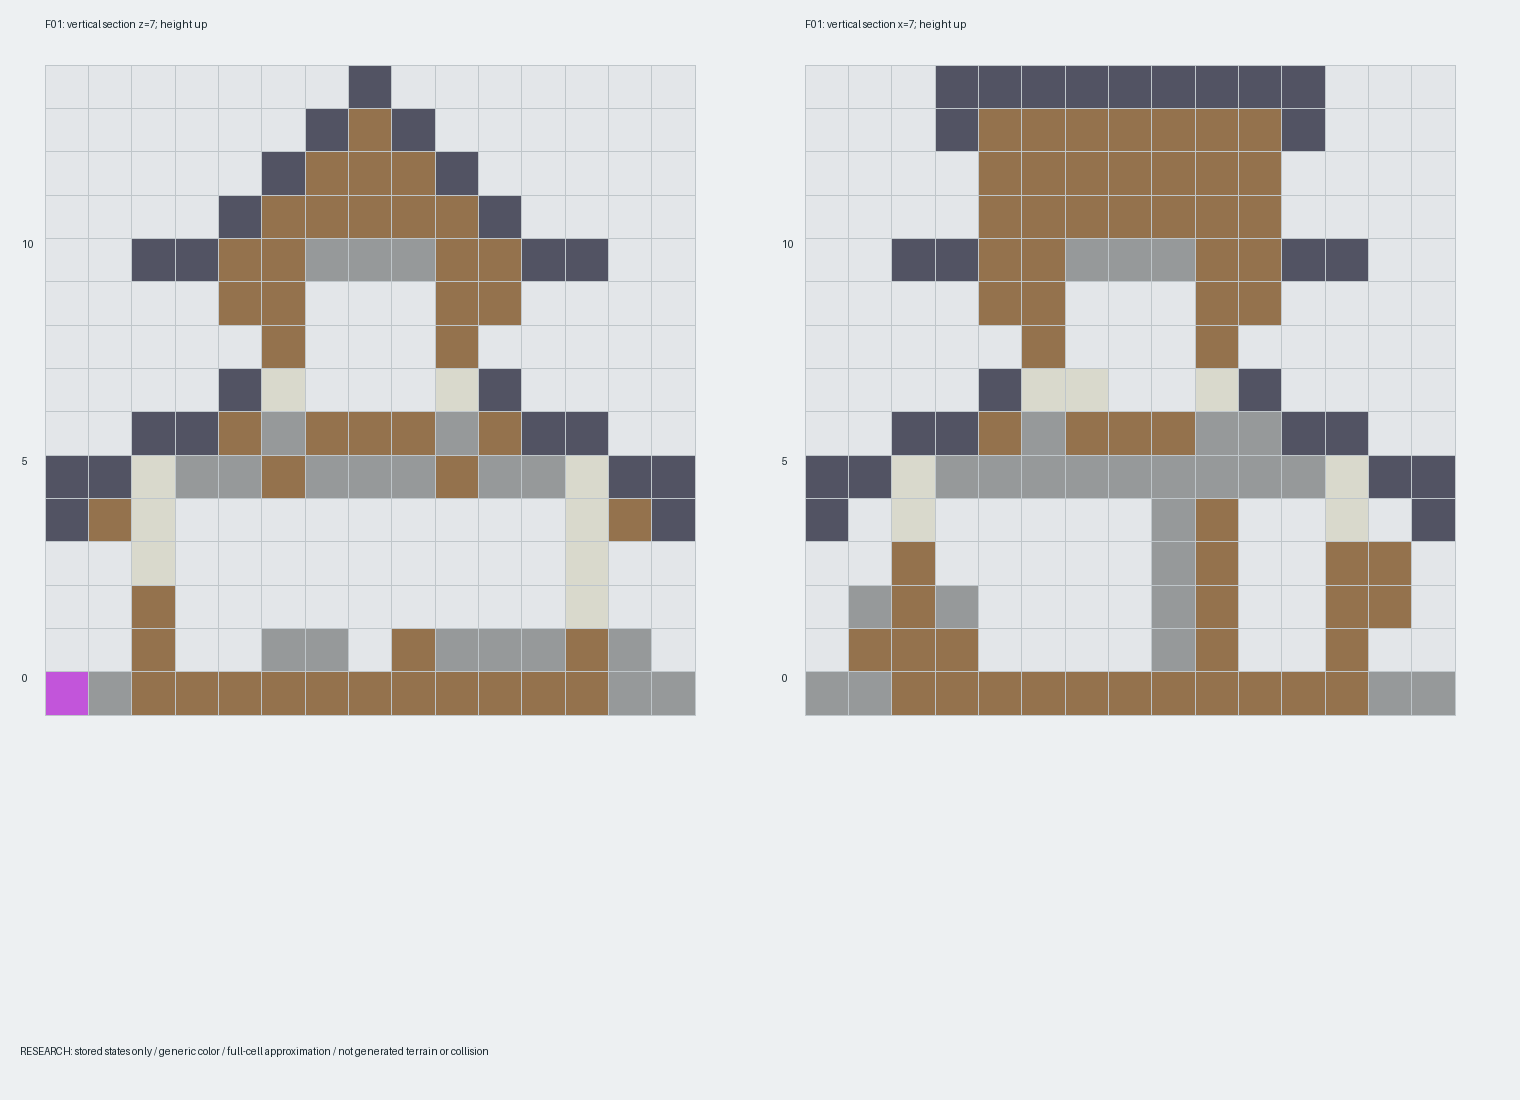 F01: vertical section z=7; height up
F01: vertical section x=7; height up
10
10
5
5
0
0
RESEARCH: stored states only / generic color / full-cell approximation / not generated terrain or collision